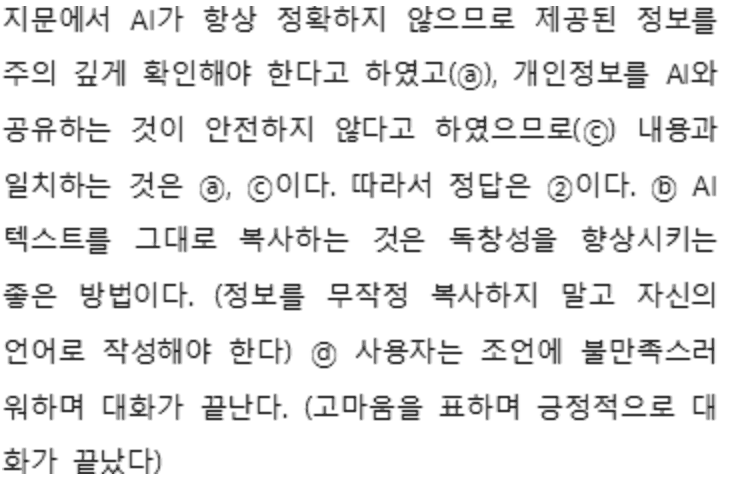 지문에서 AI가 항상 정확하지 않으므로 제공된 정보를
주의 깊게 확인해야 한다고 하였고(ⓐ), 개인정보를 AI와
공유하는 것이 안전하지 않다고 하였으므로(ⓒ) 내용과
일치하는 것은 ⓐ, ⓒ이다. 따라서 정답은 ②이다. ⓑ AI
텍스트를 그대로 복사하는 것은 독창성을 향상시키는
좋은 방법이다. (정보를 무작정 복사하지 말고 자신의
언어로 작성해야 한다) ⓓ 사용자는 조언에 불만족스러
워하며 대화가 끝난다. (고마움을 표하며 긍정적으로 대
화가 끝났다)